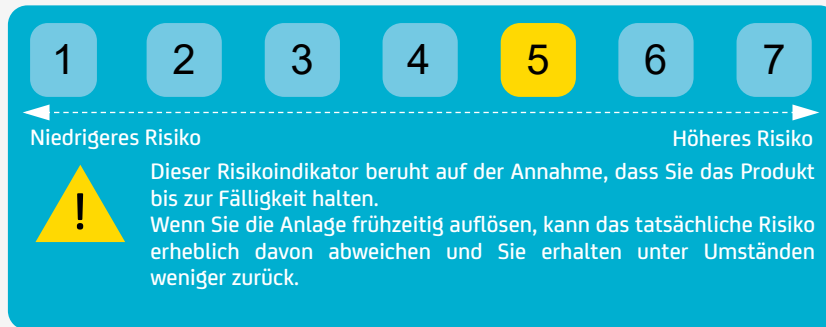 1 2 3 4 5 6 7
Niedrigeres Risiko Höheres Risiko
! Dieser Risikoindikator beruht auf der Annahme, dass Sie das Produkt
bis zur Fälligkeit halten.
Wenn Sie die Anlage frühzeitig auflösen, kann das tatsächliche Risiko
erheblich davon abweichen und Sie erhalten unter Umständen
weniger zurück.